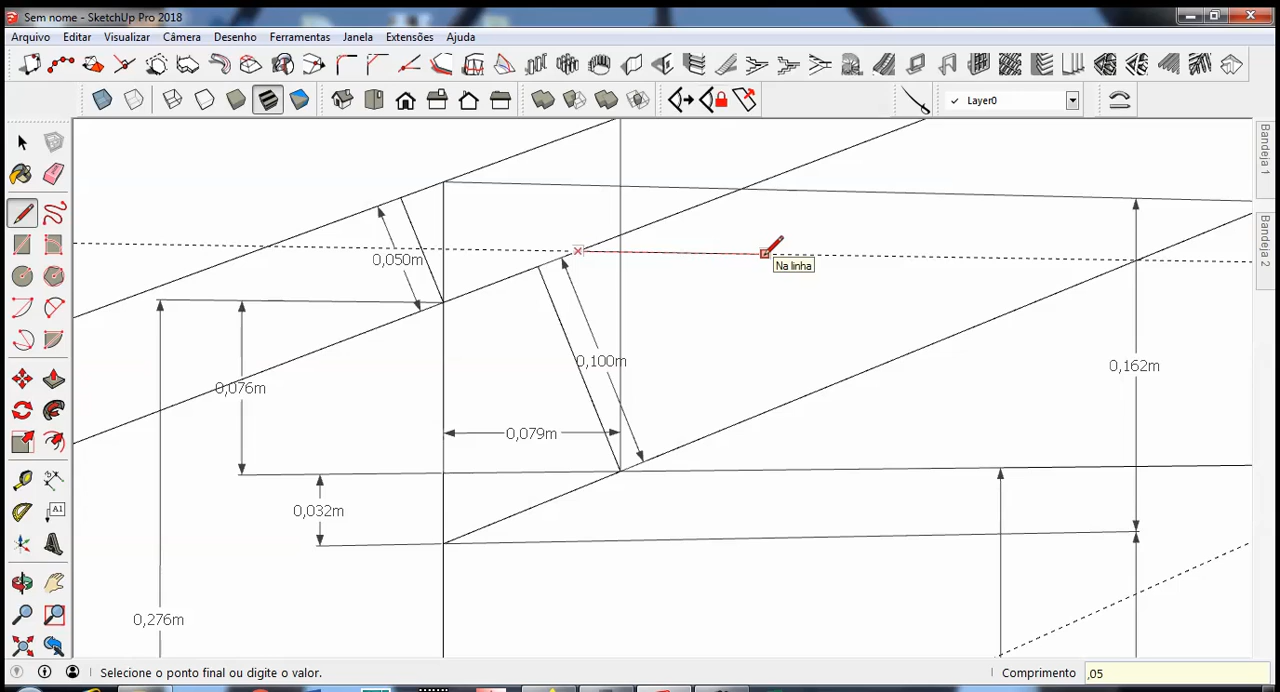 Sem nome - SketchUp Pro 2018
Arquivo Editar Visualizar Câmera Desenho Ferramentas Janela Extensões Ajuda
Layer0
Bandeja 1
Bandeja 2
A1
0,050m
Na linha
0,100m
0,162m
0,076m
0,079m
0,032m
0,276m
Selecione o ponto final ou digite o valor.
Comprimento ,05